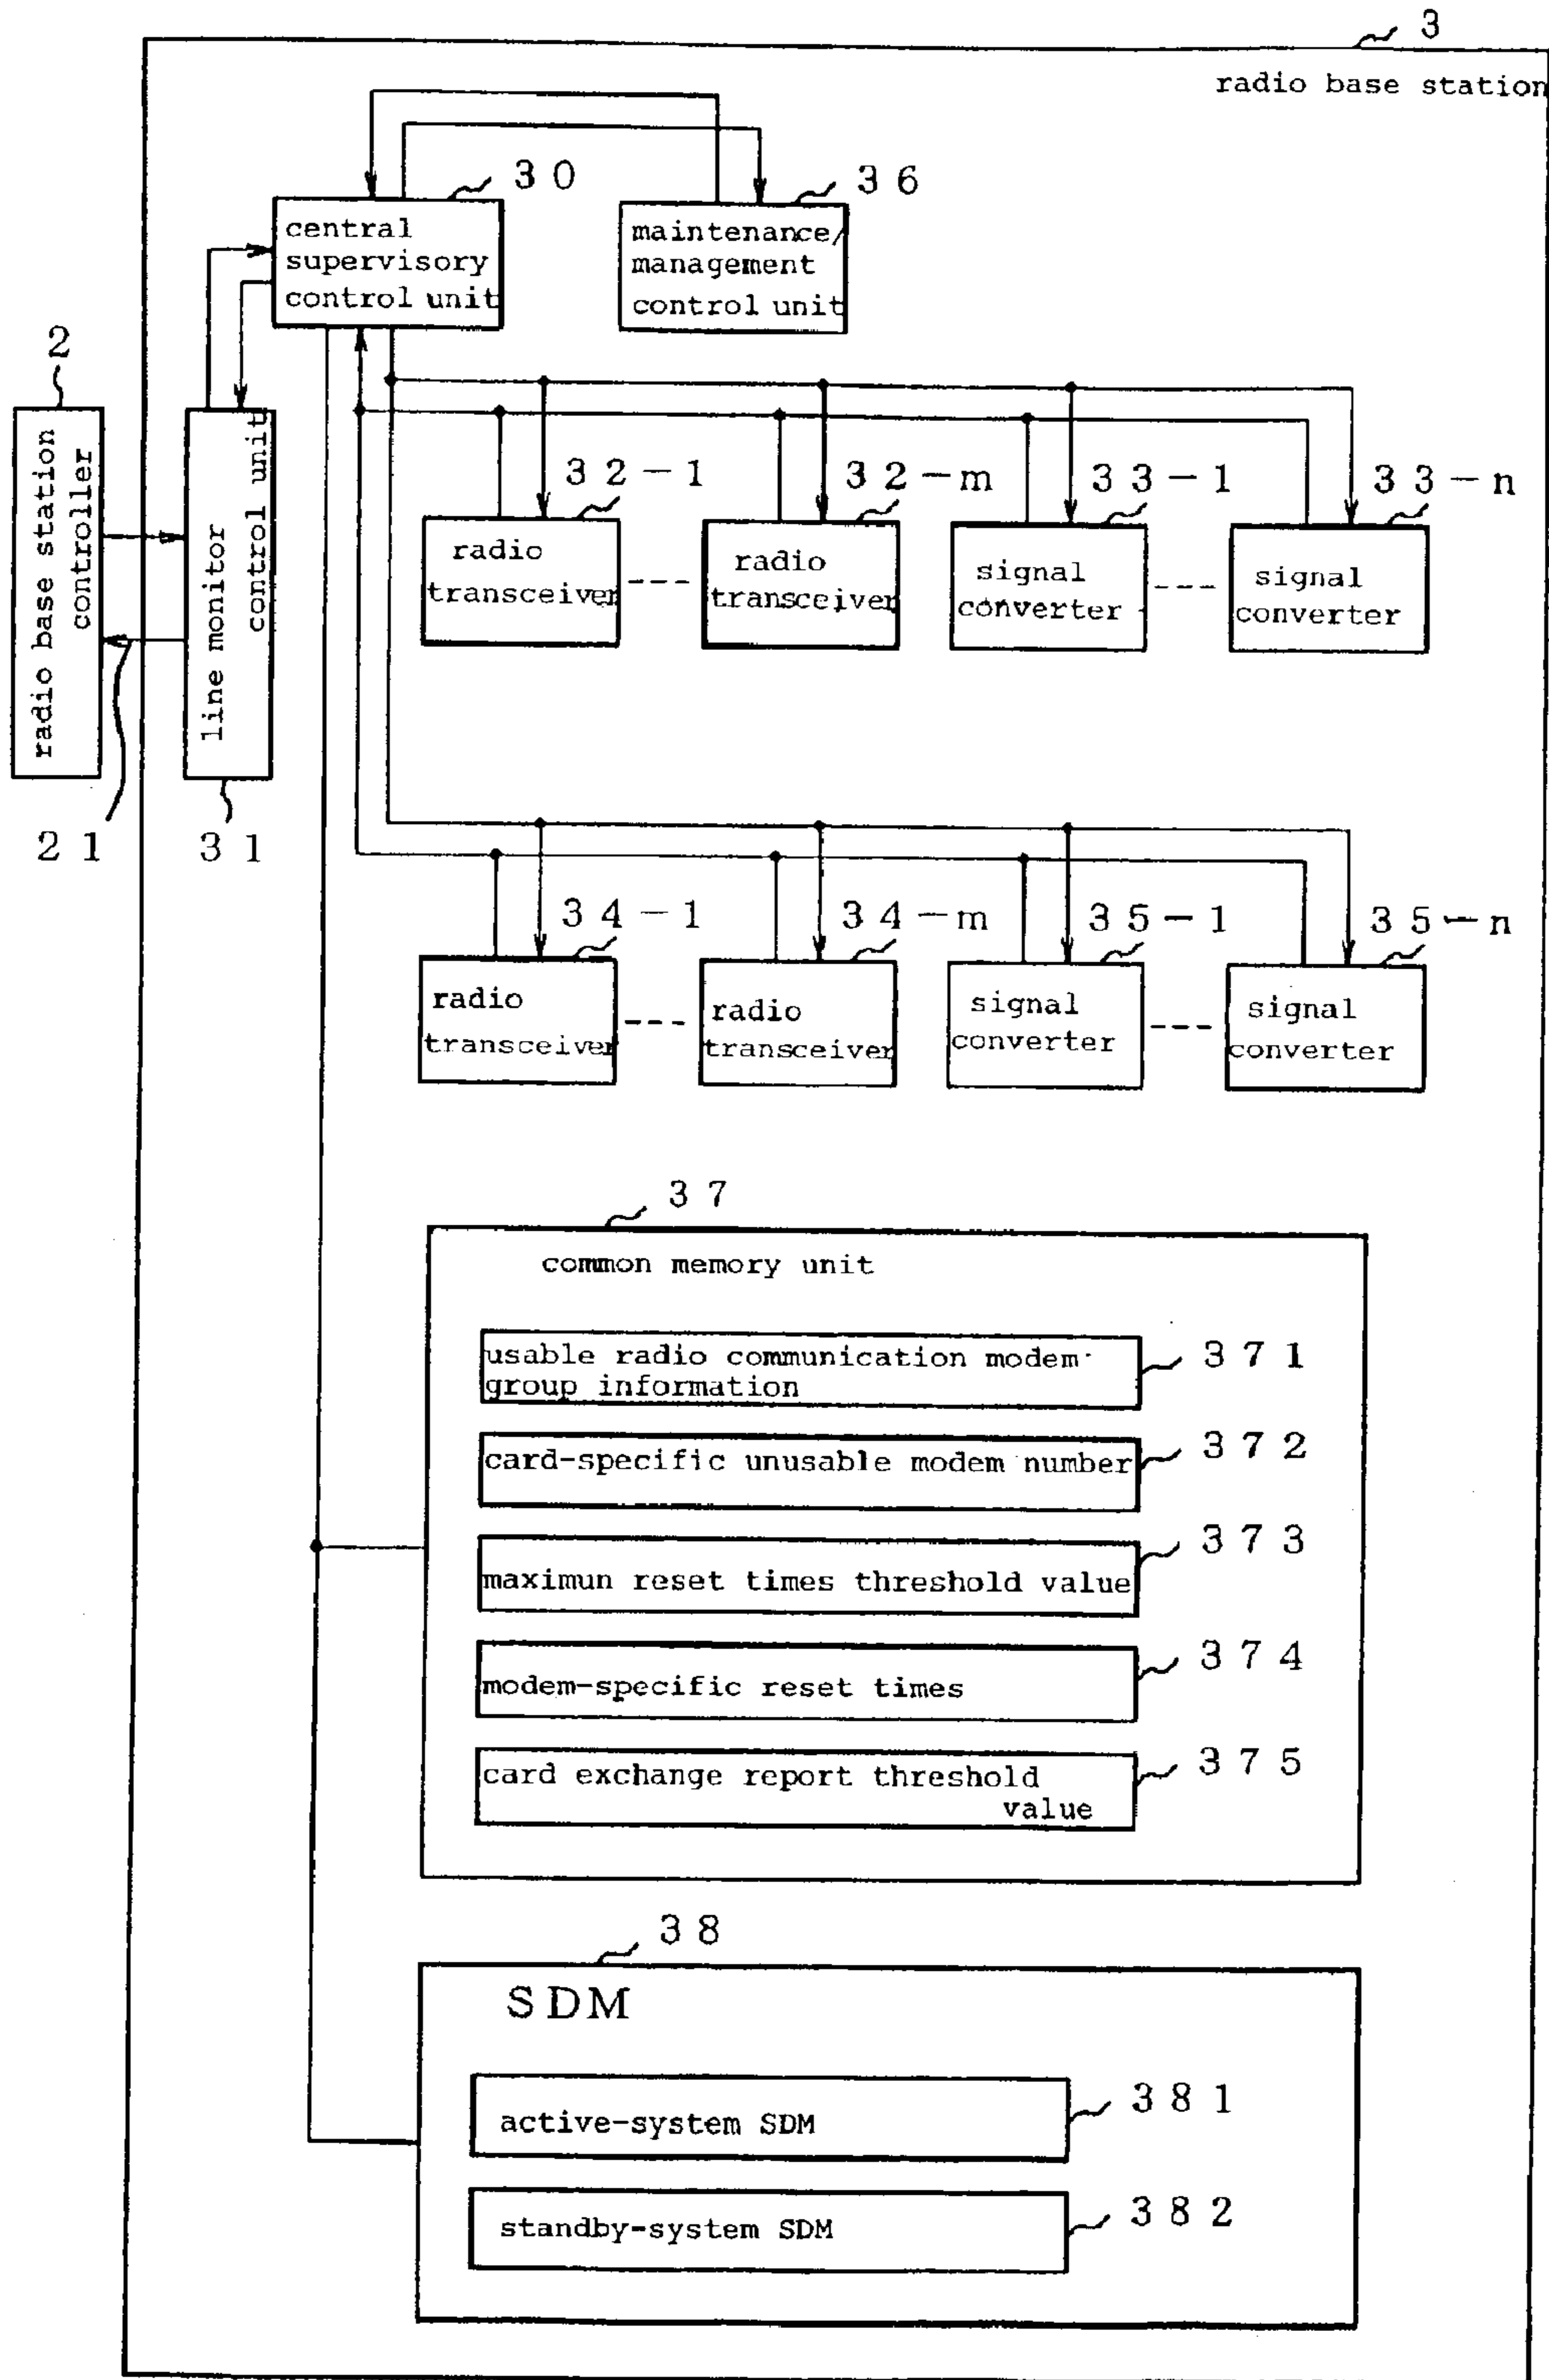 3
radio base station
30
36
central
supervisory
control unit
maintenance/
management
control unit
2
radio base station
controller
line monitor
control unit
21
31
32-1
32-m
33-1
33-n
radio
transceiver
radio
transceiver
signal
converter
signal
converter
34-1
34-m
35-1
35-n
radio
transceiver
radio
transceiver
signal
converter
signal
converter
37
common memory unit
usable radio communication modem
group information
371
card-specific unusable modem number
372
maximun reset times threshold value
373
modem-specific reset times
374
card exchange report threshold
value
375
38
SDM
active-system SDM
381
standby-system SDM
382